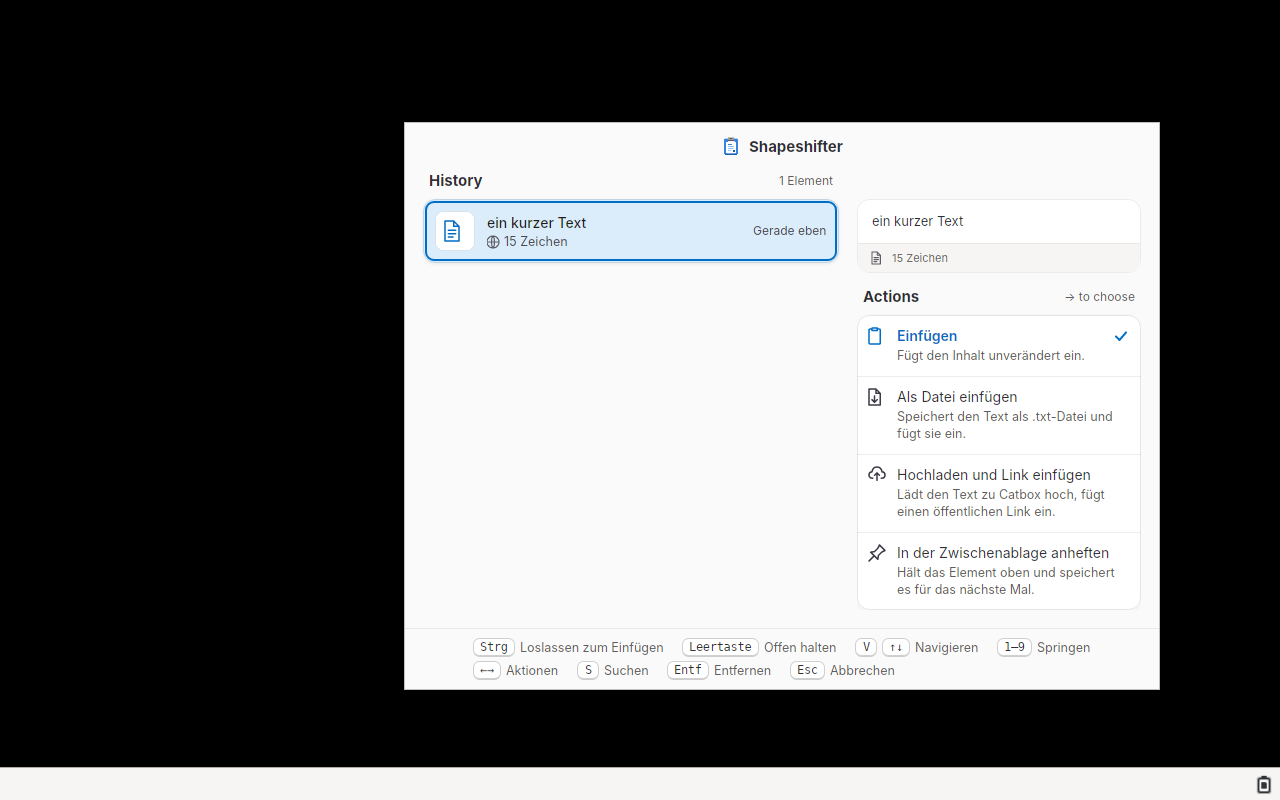 Shapeshifter
History
1 Element
ein kurzer Text
15 Zeichen
Gerade eben
ein kurzer Text
15 Zeichen
Actions
→ to choose
Einfügen
Fügt den Inhalt unverändert ein.
Als Datei einfügen
Speichert den Text als .txt-Datei und
fügt sie ein.
Hochladen und Link einfügen
Lädt den Text zu Catbox hoch, fügt
einen öffentlichen Link ein.
In der Zwischenablage anheften
Hält das Element oben und speichert
es für das nächste Mal.
Strg Loslassen zum Einfügen Leertaste Offen halten V ↑↓ Navigieren 1–9 Springen
←→ Aktionen S Suchen Entf Entfernen Esc Abbrechen